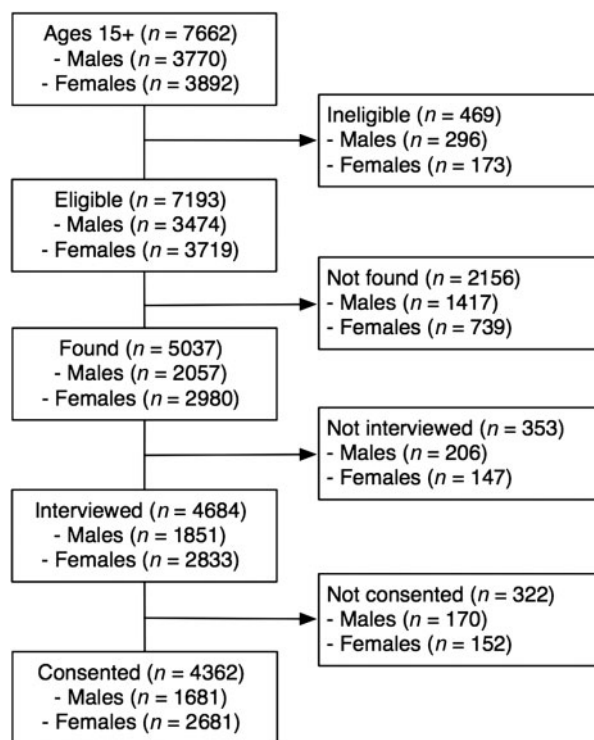 Ages 15+ (n = 7662)
- Males (n = 3770)
- Females (n = 3892)
Ineligible (n = 469)
- Males (n = 296)
- Females (n = 173)
Eligible (n = 7193)
- Males (n = 3474)
- Females (n = 3719)
Not found (n = 2156)
- Males (n = 1417)
- Females (n = 739)
Found (n = 5037)
- Males (n = 2057)
- Females (n = 2980)
Not interviewed (n = 353)
- Males (n = 206)
- Females (n = 147)
Interviewed (n = 4684)
- Males (n = 1851)
- Females (n = 2833)
Not consented (n = 322)
- Males (n = 170)
- Females (n = 152)
Consented (n = 4362)
- Males (n = 1681)
- Females (n = 2681)